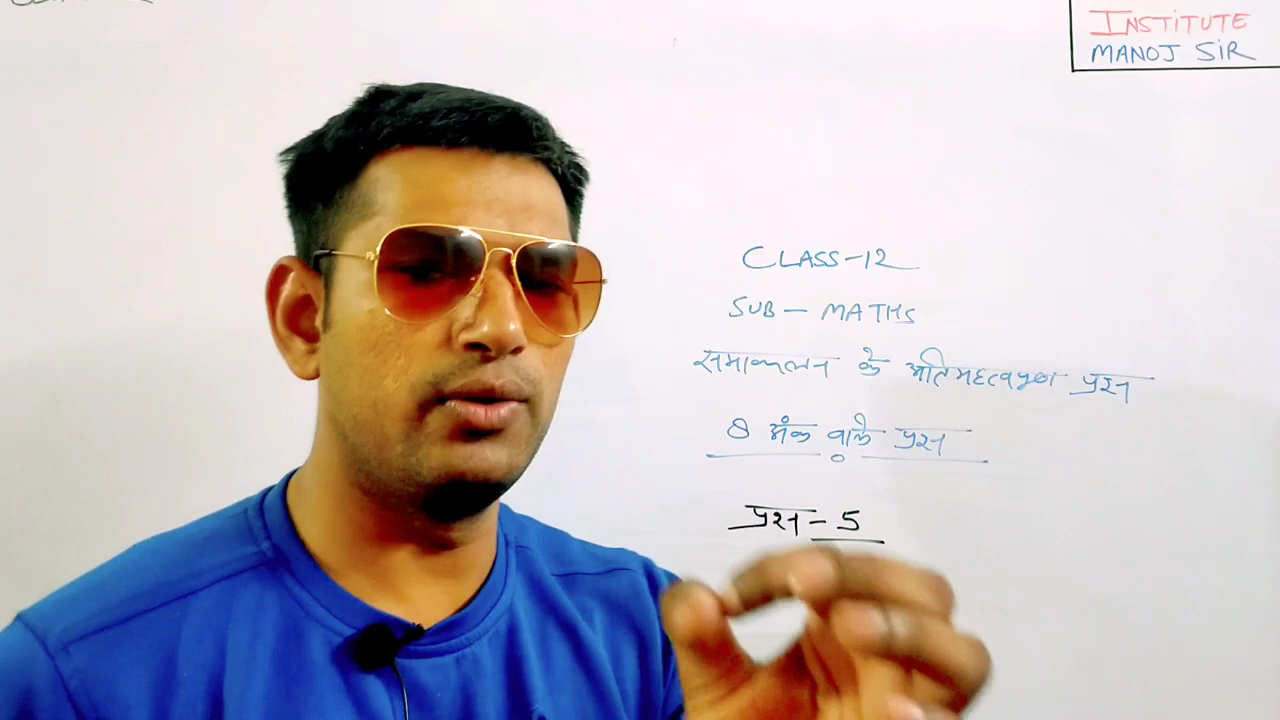 INSTITUTE
MANOJ SIR
CLASS-12
SUB - MATHS
समाकलन के अतिमहत्वपूर्ण प्रश्न
8 अंक वाले प्रश्न
प्रश्न - 5